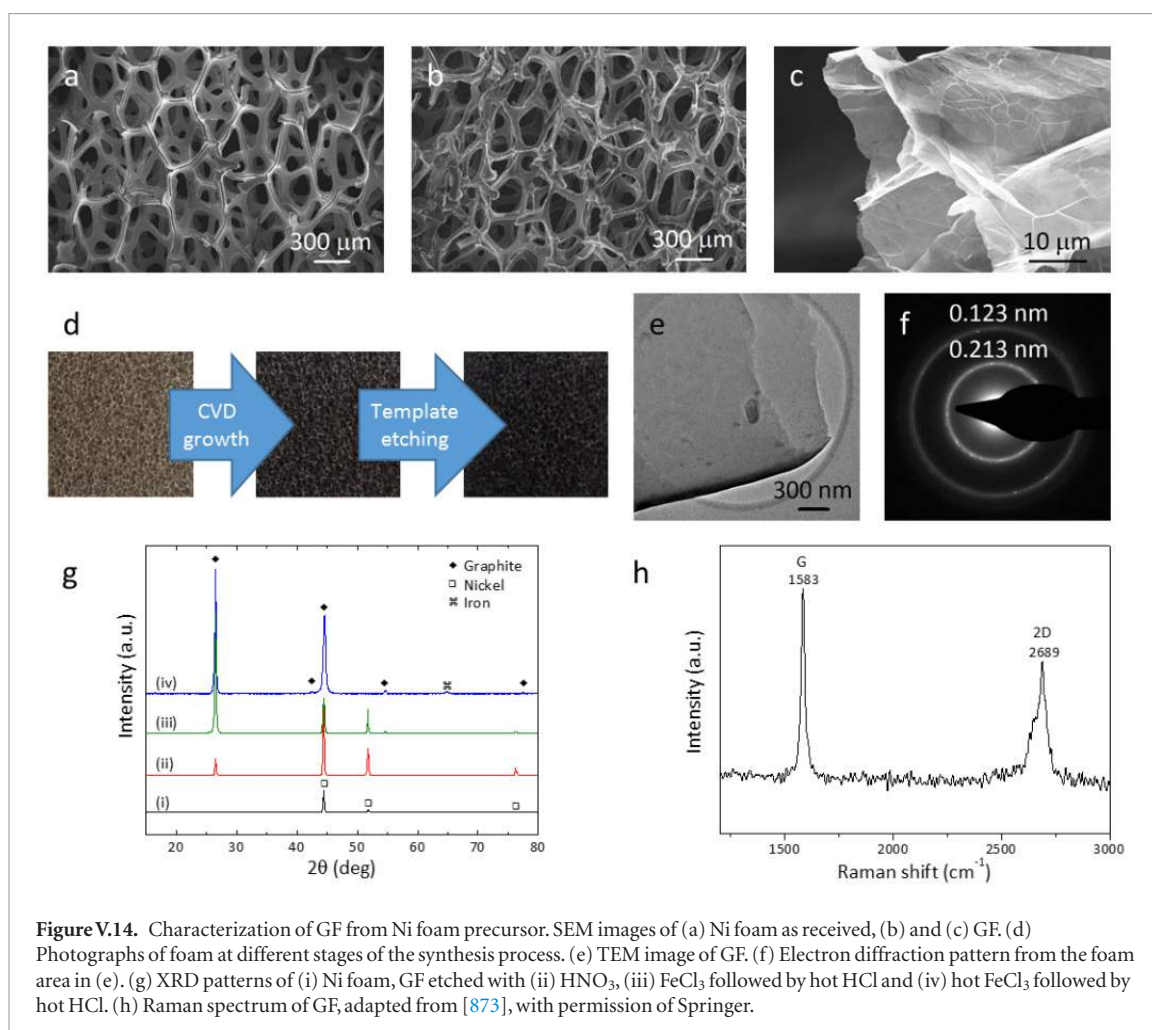 a
300 μm
b
300 μm
c
10 μm
d
CVD
growth
Template
etching
e
300 nm
f
0.123 nm
0.213 nm
g
Graphite
Nickel
Iron
(iv)
(iii)
(ii)
(i)
Intensity (a.u.)
20 30 40 50 60 70 80
2θ (deg)
h
G
1583
2D
2689
Intensity (a.u.)
1500 2000 2500 3000
Raman shift (cm⁻¹)
Figure V.14. Characterization of GF from Ni foam precursor. SEM images of (a) Ni foam as received, (b) and (c) GF. (d)
Photographs of foam at different stages of the synthesis process. (e) TEM image of GF. (f) Electron diffraction pattern from the foam
area in (e). (g) XRD patterns of (i) Ni foam, GF etched with (ii) HNO₃, (iii) FeCl₃ followed by hot HCl and (iv) hot FeCl₃ followed by
hot HCl. (h) Raman spectrum of GF, adapted from [873], with permission of Springer.